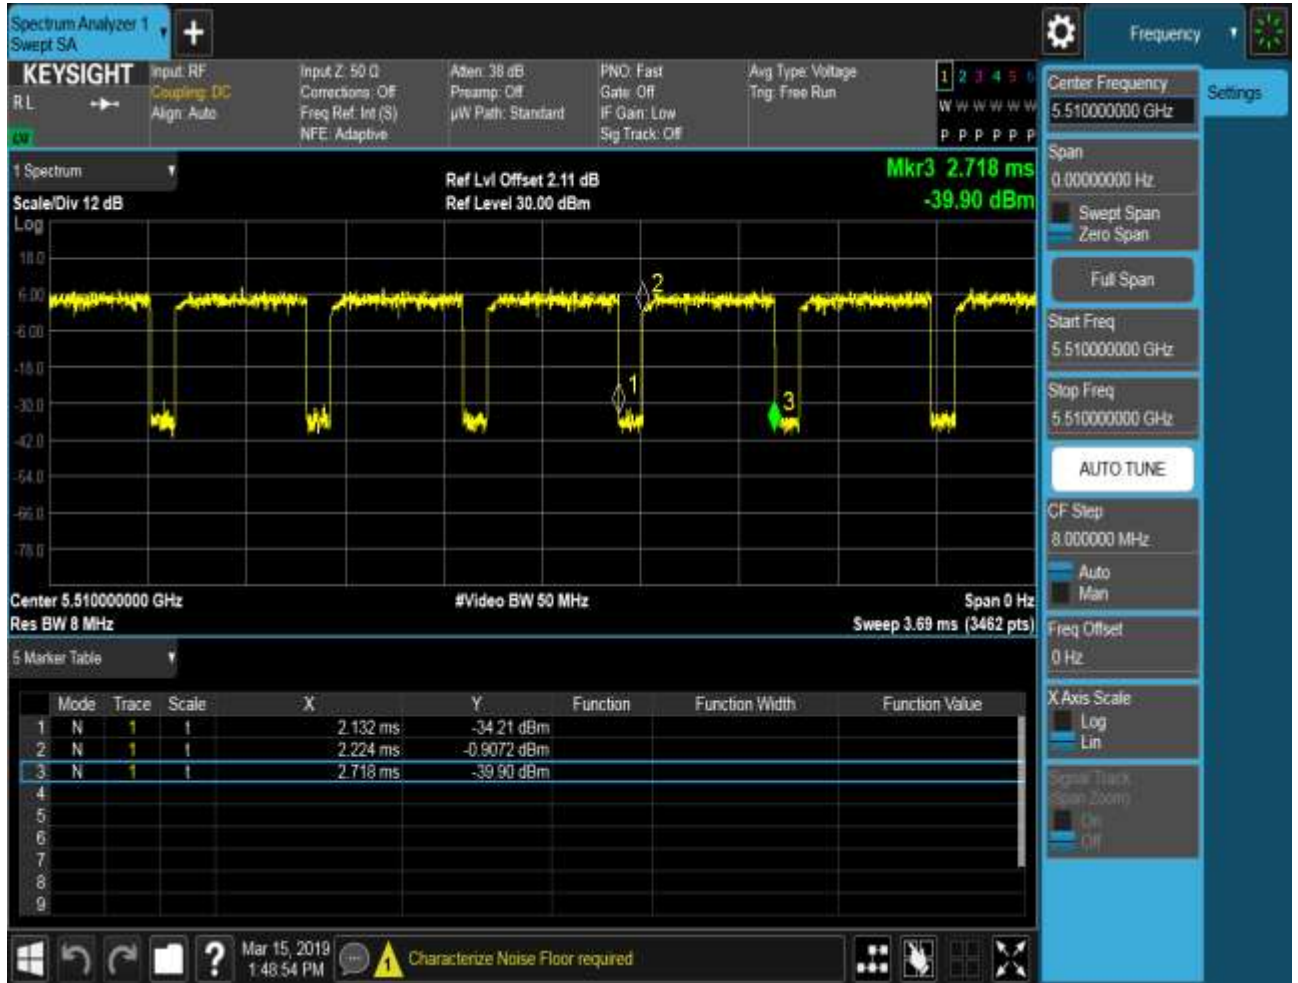 Spectrum Analyzer 1
Swept SA
+
Frequency
KEYSIGHT
RL
Input: RF
Coupling: DC
Align: Auto
Input Z: 50 Ω
Corrections: Off
Freq Ref: Int (S)
NFE: Adaptive
Atten: 38 dB
Preamp: Off
µW Path: Standard
PNO: Fast
Gate: Off
IF Gain: Low
Sig Track: Off
Avg Type: Voltage
Trig: Free Run
1 2 3 4 5 6
W W W W W W
P P P P P P
1 Spectrum
Scale/Div 12 dB
Ref Lvl Offset 2.11 dB
Ref Level 30.00 dBm
Mkr3 2.718 ms
-39.90 dBm
Log
18.0
6.00
-6.00
-18.0
-30.0
-42.0
-54.0
-66.0
-78.0
1
2
3
Center 5.510000000 GHz
#Video BW 50 MHz
Span 0 Hz
Res BW 8 MHz
Sweep 3.69 ms (3462 pts)
5 Marker Table
Mode Trace Scale X Y Function Function Width Function Value
1 N 1 t 2.132 ms -34.21 dBm
2 N 1 t 2.224 ms -0.9072 dBm
3 N 1 t 2.718 ms -39.90 dBm
4
5
6
7
8
9
Center Frequency
5.510000000 GHz
Settings
Span
0.00000000 Hz
Swept Span
Zero Span
Full Span
Start Freq
5.510000000 GHz
Stop Freq
5.510000000 GHz
AUTO TUNE
CF Step
8.000000 MHz
Auto
Man
Freq Offset
0 Hz
X Axis Scale
Log
Lin
Signal Track
(Span Zoom)
On
Off
?
Mar 15, 2019
1:48:54 PM
1
Characterize Noise Floor required